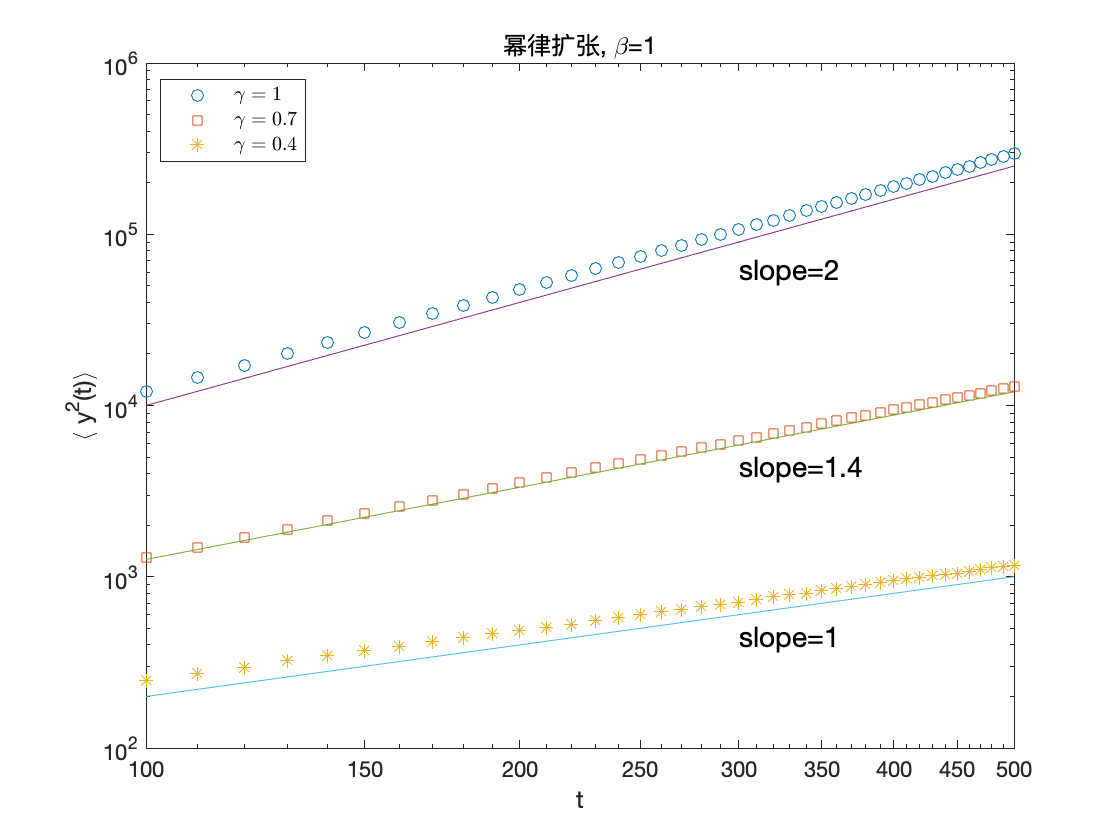 幂律扩张, β=1
10^6
γ = 1
γ = 0.7
γ = 0.4
10^5
slope=2
10^4
⟨ y^2(t)⟩
slope=1.4
10^3
slope=1
10^2
100 150 200 250 300 350 400 450 500
t